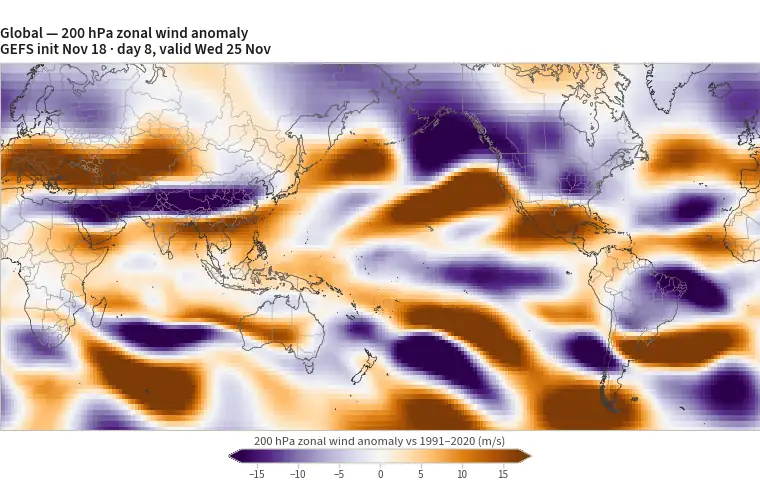 Global — 200 hPa zonal wind anomaly
GEFS init Nov 18 · day 8, valid Wed 25 Nov
200 hPa zonal wind anomaly vs 1991–2020 (m/s)
−15 −10 −5 0 5 10 15